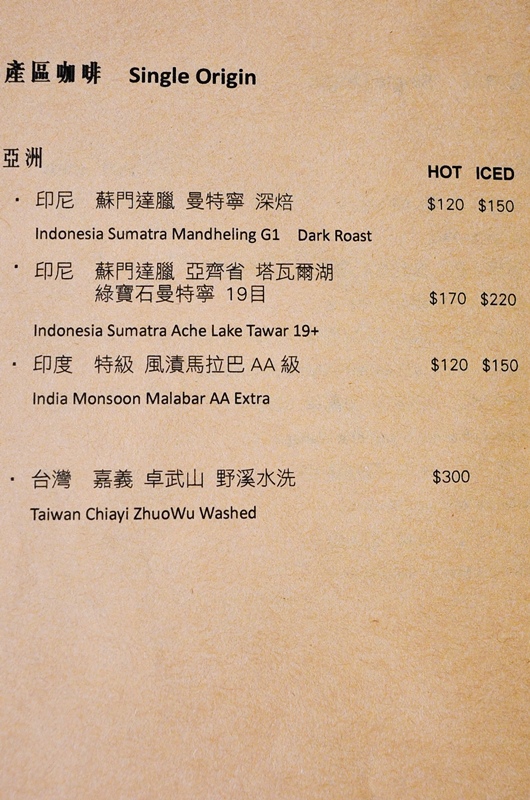 產區咖啡 Single Origin
亞洲
HOT ICED
· 印尼 蘇門達臘 曼特寧 深焙 $120 $150
Indonesia Sumatra Mandheling G1 Dark Roast
· 印尼 蘇門達臘 亞齊省 塔瓦爾湖
綠寶石曼特寧 19目 $170 $220
Indonesia Sumatra Ache Lake Tawar 19+
· 印度 特級 風漬馬拉巴 AA 級 $120 $150
India Monsoon Malabar AA Extra
· 台灣 嘉義 卓武山 野溪水洗 $300
Taiwan Chiayi ZhuoWu Washed